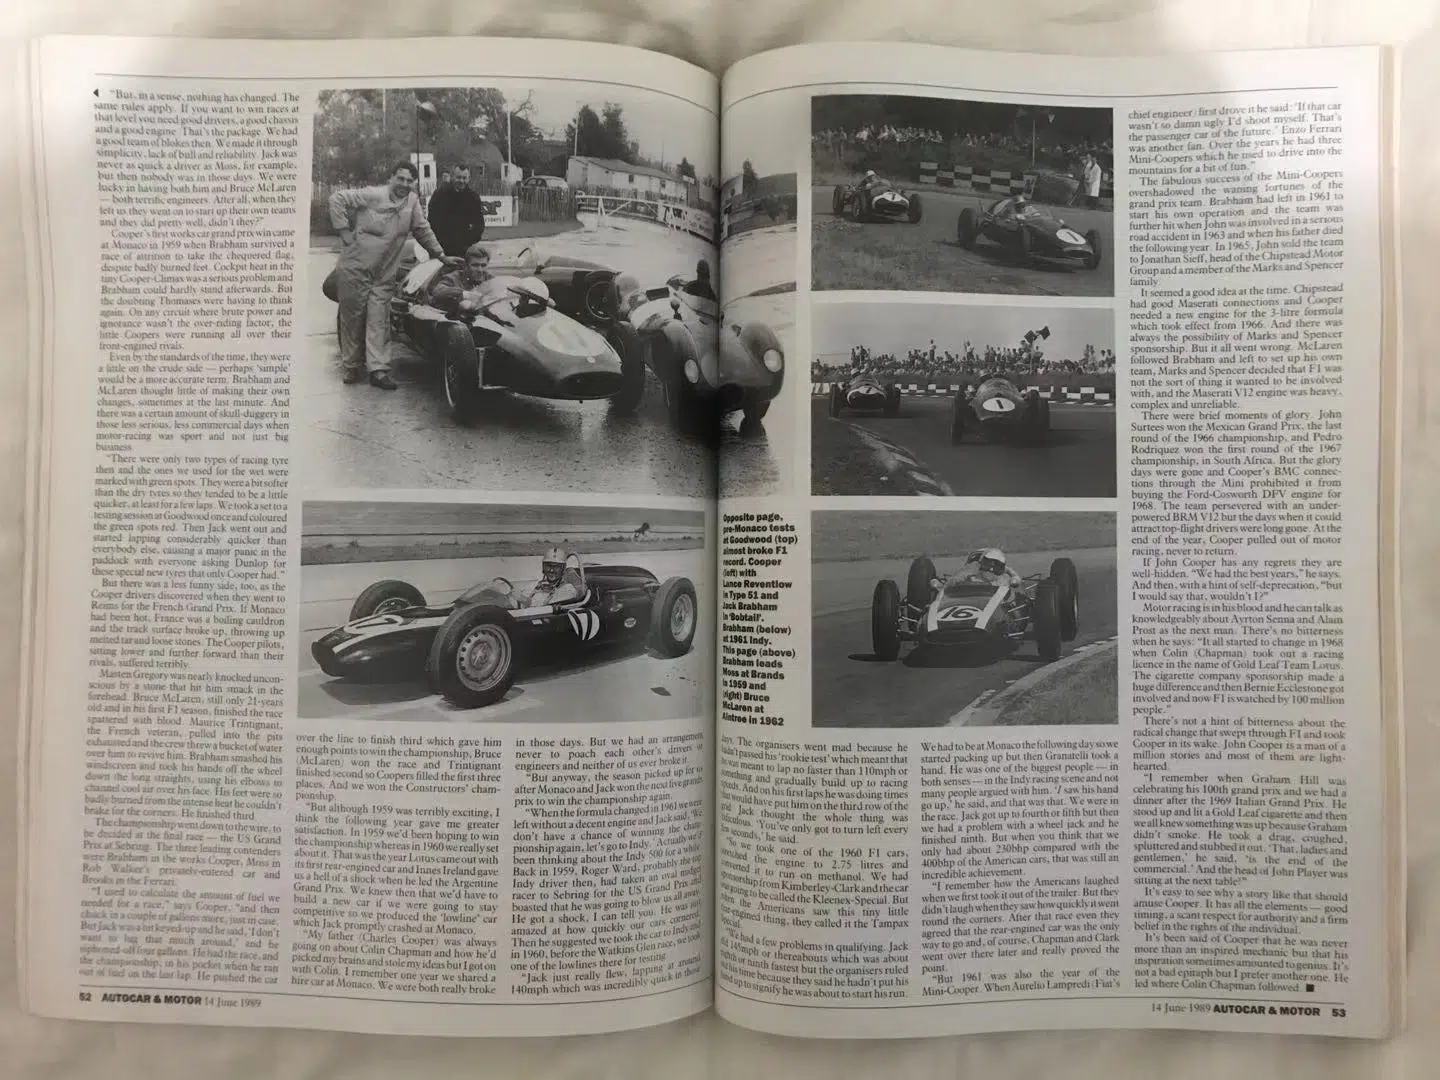 "But, in a sense, nothing has changed. The
same rules apply. If you want to win races at
that level you need good drivers, a good chassis
and a good engine. That's the package. We had
a good team of blokes then. We made it through
simplicity, lack of bull and reliability. Jack was
never as quick a driver as Moss, for example,
but then nobody was in those days. We were
lucky in having both him and Bruce McLaren
— both terrific engineers. After all, when they
left us they went on to start up their own teams
and they did pretty well, didn't they?"
Cooper's first works car grand prix win came
at Monaco in 1959 when Brabham survived a
race of attrition to take the chequered flag,
despite badly burned feet. Cockpit heat in the
tiny Cooper-Climax was a serious problem and
Brabham could hardly stand afterwards. But
the doubting Thomases were having to think
again. On any circuit where brute power and
ignorance wasn't the over-riding factor, the
little Coopers were running all over their
front-engined rivals.
Even by the standards of the time, they were
a little on the crude side — perhaps 'simple'
would be a more accurate term. Brabham and
McLaren thought little of making their own
changes, sometimes at the last minute. And
there was a certain amount of skull-duggery in
those less serious, less commercial days when
motor-racing was sport and not just big
business.
"There were only two types of racing tyre
then and the ones we used for the wet were
marked with green spots. They were a bit softer
than the dry tyres so they tended to be a little
quicker, at least for a few laps. We took a set to a
testing session at Goodwood once and coloured
the green spots red. Then Jack went out and
started lapping considerably quicker than
everybody else, causing a major panic in the
paddock with everyone asking Dunlop for
these special new tyres that only Cooper had."
But there was a less funny side, too, as the
Cooper drivers discovered when they went to
Reims for the French Grand Prix. If Monaco
had been hot, France was a boiling cauldron
and the track surface broke up, throwing up
melted tar and loose stones. The Cooper pilots,
sitting lower and further forward than their
rivals, suffered terribly.
Masten Gregory was nearly knocked uncon-
scious by a stone that hit him smack in the
forehead. Bruce McLaren, still only 21-years
old and in his first F1 season, finished the race
spattered with blood. Maurice Trintignant,
the French veteran, pulled into the pits
exhausted and the crew threw a bucket of water
over him to revive him. Brabham smashed his
windscreen and took his hands off the wheel
down the long straights, using his elbows to
channel cool air over his face. His feet were so
badly burned from the intense heat he couldn't
brake for the corners. He finished third.
The championship went down to the wire, to
be decided at the final race — the US Grand
Prix at Sebring. The three leading contenders
were Brabham in the works Cooper, Moss in
Rob Walker's privately-entered car and
Brooks in the Ferrari.
"I used to calculate the amount of fuel we
needed for a race," says Cooper, "and then
chuck in a couple of gallons more, just in case.
But Jack was a bit keyed-up and he said, 'I don't
want to lug that much around,' and he
siphoned-off four gallons. He had the race, and
the championship, in his pocket when he ran
out of fuel on the last lap. He pushed the car
over the line to finish third which gave him
enough points to win the championship, Bruce
(McLaren) won the race and Trintignant
finished second so Coopers filled the first three
places. And we won the Constructors' cham-
pionship.
"But although 1959 was terribly exciting, I
think the following year gave me greater
satisfaction. In 1959 we'd been hoping to win
the championship whereas in 1960 we really set
about it. That was the year Lotus came out with
its first rear-engined car and Innes Ireland gave
us a hell of a shock when he led the Argentine
Grand Prix. We knew then that we'd have to
build a new car if we were going to stay
competitive so we produced the 'lowline' car
which Jack promptly crashed at Monaco.
"My father (Charles Cooper) was always
going on about Colin Chapman and how he'd
picked my brains and stole my ideas but I got on
with Colin. I remember one year we shared a
hire car at Monaco. We were both really broke
in those days. But we had an arrangement
never to poach each other's drivers or
engineers and neither of us ever broke it.
"But anyway, the season picked up for us
after Monaco and Jack won the next five grands
prix to win the championship again.
"When the formula changed in 1961 we were
left without a decent engine and Jack said, 'We
don't have a chance of winning the cham-
pionship again, let's go to Indy.' Actually we'd
been thinking about the Indy 500 for a while.
Back in 1959, Roger Ward, probably the top
Indy driver then, had taken an oval midget
racer to Sebring for the US Grand Prix and
boasted that he was going to blow us all away.
He got a shock, I can tell you. He was just
amazed at how quickly our cars cornered.
Then he suggested we took the car to Indy and
in 1960, before the Watkins Glen race, we took
one of the lowlines there for testing.
"Jack just really flew, lapping at around
140mph which was incredibly quick in those
52 AUTOCAR & MOTOR 14 June 1989
Opposite page,
pre-Monaco tests
at Goodwood (top)
almost broke F1
record. Cooper
(left) with
Lance Reventlow
in Type 51 and
Jack Brabham
in 'Bobtail'.
Brabham (below)
at 1961 Indy.
This page (above)
Brabham leads
Moss at Brands
in 1959 and
(right) Bruce
McLaren at
Aintree in 1962
days. The organisers went mad because he
hadn't passed his 'rookie test' which meant that
he was meant to lap no faster than 110mph or
something and gradually build up to racing
speeds. And on his first laps he was doing times
that would have put him on the third row of the
grid. Jack thought the whole thing was
ridiculous. 'You've only got to turn left every
few seconds,' he said.
"So we took one of the 1960 F1 cars,
stretched the engine to 2.75 litres and
converted it to run on methanol. We had
sponsorship from Kimberley-Clark and the car
was going to be called the Kleenex-Special. But
when the Americans saw this tiny little
rear-engined thing, they called it the Tampax
Special.
"We had a few problems in qualifying. Jack
did 145mph or thereabouts which was about
eighth or tenth fastest but the organisers ruled
out his time because they said he hadn't put his
hand up to signify he was about to start his run.
We had to be at Monaco the following day so we
started packing up but then Granatelli took a
hand. He was one of the biggest people — in
both senses — in the Indy racing scene and not
many people argued with him. 'I saw his hand
go up,' he said, and that was that. We were in
the race. Jack got up to fourth or fifth but then
we had a problem with a wheel jack and he
finished ninth. But when you think that we
only had about 230bhp compared with the
400bhp of the American cars, that was still an
incredible achievement.
"I remember how the Americans laughed
when we first took it out of the trailer. But they
didn't laugh when they saw how quickly it went
round the corners. After that race even they
agreed that the rear-engined car was the only
way to go and, of course, Chapman and Clark
went over there later and really proved the
point.
"But 1961 was also the year of the
Mini-Cooper. When Aurelio Lampredi (Fiat's
chief engineer) first drove it he said: 'If that car
wasn't so damn ugly I'd shoot myself. That's
the passenger car of the future.' Enzo Ferrari
was another fan. Over the years he had three
Mini-Coopers which he used to drive into the
mountains for a bit of fun."
The fabulous success of the Mini-Coopers
overshadowed the waning fortunes of the
grand prix team. Brabham had left in 1961 to
start his own operation and the team was
further hit when John was involved in a serious
road accident in 1963 and when his father died
the following year. In 1965, John sold the team
to Jonathan Sieff, head of the Chipstead Motor
Group and a member of the Marks and Spencer
family.
It seemed a good idea at the time. Chipstead
had good Maserati connections and Cooper
needed a new engine for the 3-litre formula
which took effect from 1966. And there was
always the possibility of Marks and Spencer
sponsorship. But it all went wrong. McLaren
followed Brabham and left to set up his own
team, Marks and Spencer decided that F1 was
not the sort of thing it wanted to be involved
with, and the Maserati V12 engine was heavy,
complex and unreliable.
There were brief moments of glory. John
Surtees won the Mexican Grand Prix, the last
round of the 1966 championship, and Pedro
Rodriquez won the first round of the 1967
championship, in South Africa. But the glory
days were gone and Cooper's BMC connec-
tions through the Mini prohibited it from
buying the Ford-Cosworth DFV engine for
1968. The team persevered with an under-
powered BRM V12 but the days when it could
attract top-flight drivers were long gone. At the
end of the year, Cooper pulled out of motor
racing, never to return.
If John Cooper has any regrets they are
well-hidden. "We had the best years," he says.
And then, with a hint of self-deprecation, "but
I would say that, wouldn't I?"
Motor racing is in his blood and he can talk as
knowledgeably about Ayrton Senna and Alain
Prost as the next man. There's no bitterness
when he says: "It all started to change in 1968
when Colin (Chapman) took out a racing
licence in the name of Gold Leaf Team Lotus.
The cigarette company sponsorship made a
huge difference and then Bernie Ecclestone got
involved and now F1 is watched by 100 million
people."
There's not a hint of bitterness about the
radical change that swept through F1 and took
Cooper in its wake. John Cooper is a man of a
million stories and most of them are light-
hearted.
"I remember when Graham Hill was
celebrating his 100th grand prix and we had a
dinner after the 1969 Italian Grand Prix. He
stood up and lit a Gold Leaf cigarette and then
we all knew something was up because Graham
didn't smoke. He took a drag, coughed,
spluttered and stubbed it out. 'That, ladies and
gentlemen,' he said, 'is the end of the
commercial.' And the head of John Player was
sitting at the next table!"
It's easy to see why a story like that should
amuse Cooper. It has all the elements — good
timing, a scant respect for authority and a firm
belief in the rights of the individual.
It's been said of Cooper that he was never
more than an inspired mechanic but that his
inspiration sometimes amounted to genius. It's
not a bad epitaph but I prefer another one. He
led where Colin Chapman followed. ■
14 June 1989 AUTOCAR & MOTOR 53
1
1
17
16